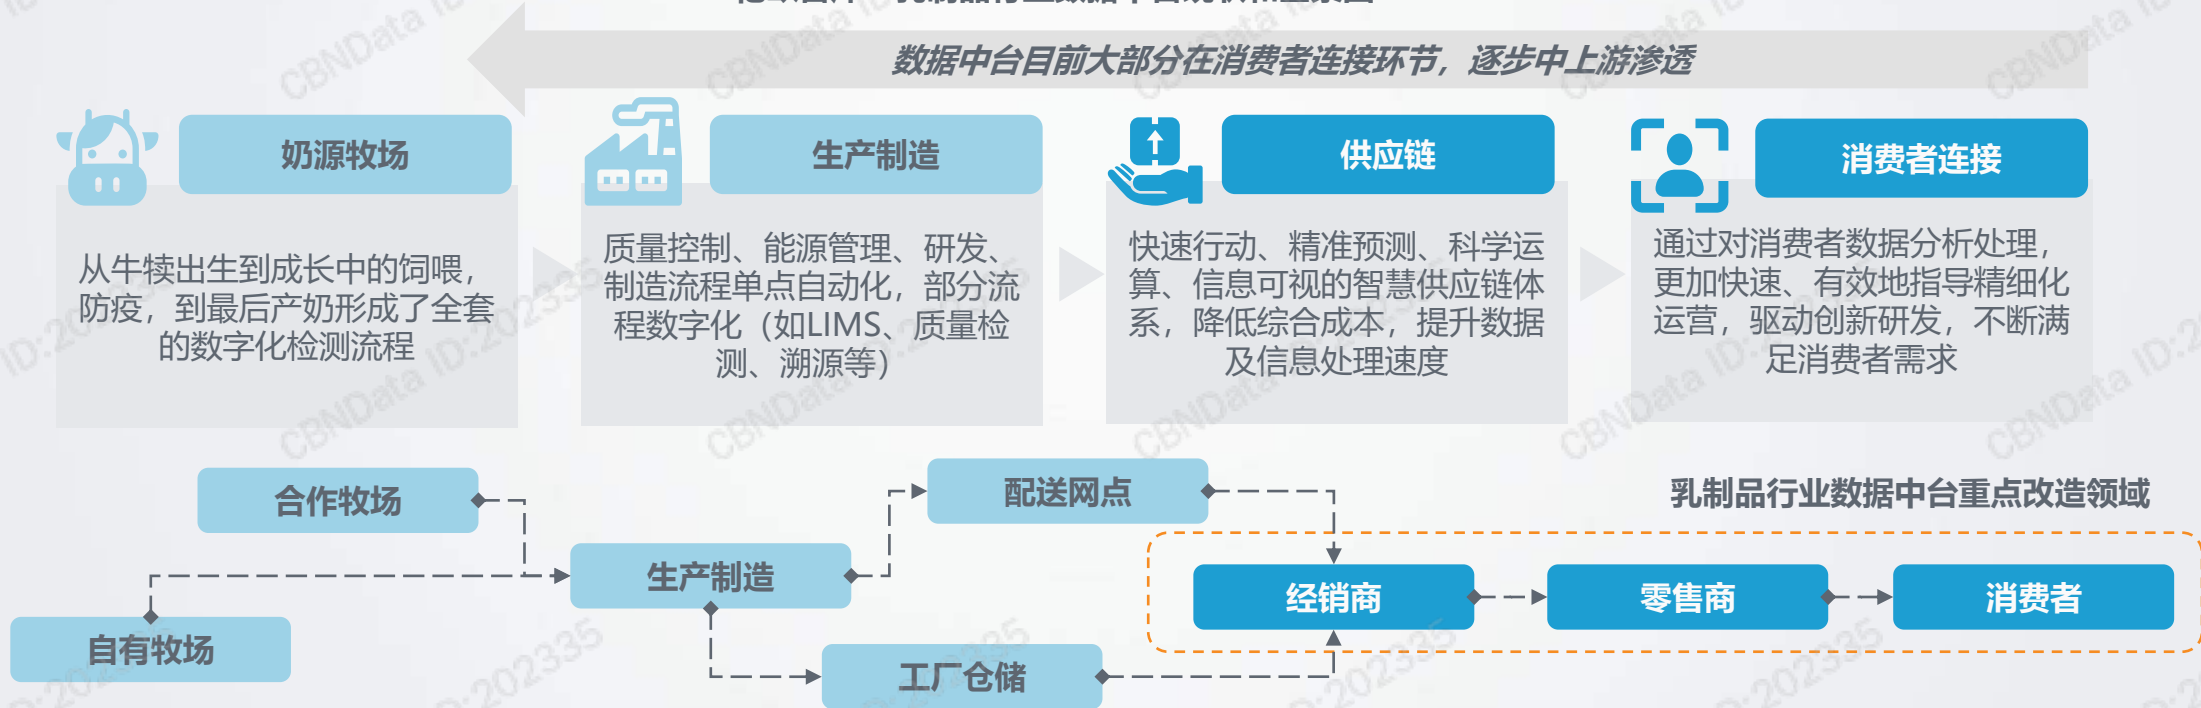 数据中台目前大部分在消费者连接环节，逐步中上游渗透
奶源牧场
从牛犊出生到成长中的饲喂，
防疫，到最后产奶形成了全套
的数字化检测流程
生产制造
质量控制、能源管理、研发、
制造流程单点自动化，部分流
程数字化（如LIMS、质量检
测、溯源等）
供应链
快速行动、精准预测、科学运
算、信息可视的智慧供应链体
系，降低综合成本，提升数据
及信息处理速度
消费者连接
通过对消费者数据分析处理，
更加快速、有效地指导精细化
运营，驱动创新研发，不断满
足消费者需求
合作牧场
自有牧场
生产制造
配送网点
工厂仓储
乳制品行业数据中台重点改造领域
经销商
零售商
消费者
CBNData ID:202335